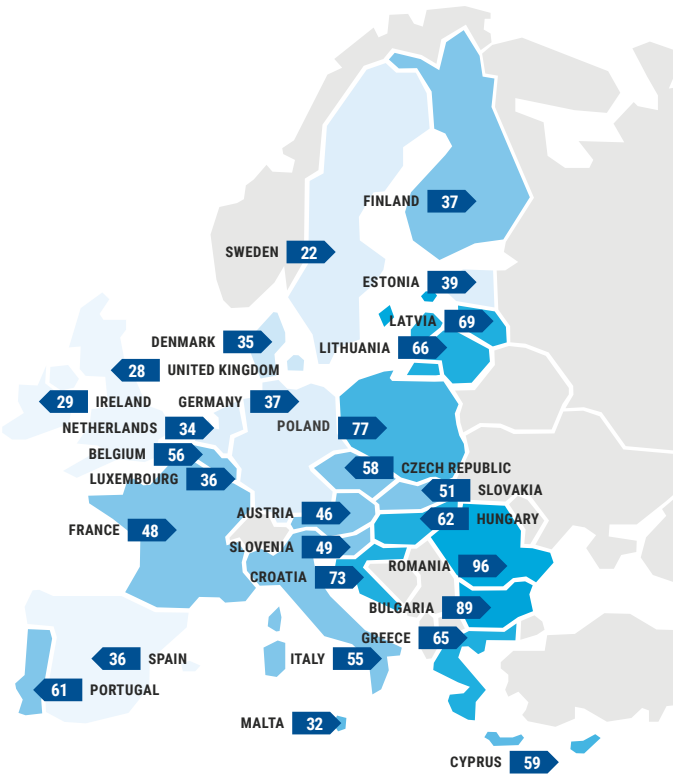 FINLAND 37
SWEDEN 22
ESTONIA 39
LATVIA 69
DENMARK 35
LITHUANIA 66
28 UNITED KINGDOM
29 IRELAND
GERMANY 37
NETHERLANDS 34
POLAND 77
BELGIUM 56
58 CZECH REPUBLIC
LUXEMBOURG 36
51 SLOVAKIA
AUSTRIA 46
62 HUNGARY
FRANCE 48
SLOVENIA 49
ROMANIA 96
CROATIA 73
BULGARIA 89
GREECE 65
36 SPAIN
ITALY 55
61 PORTUGAL
MALTA 32
CYPRUS 59